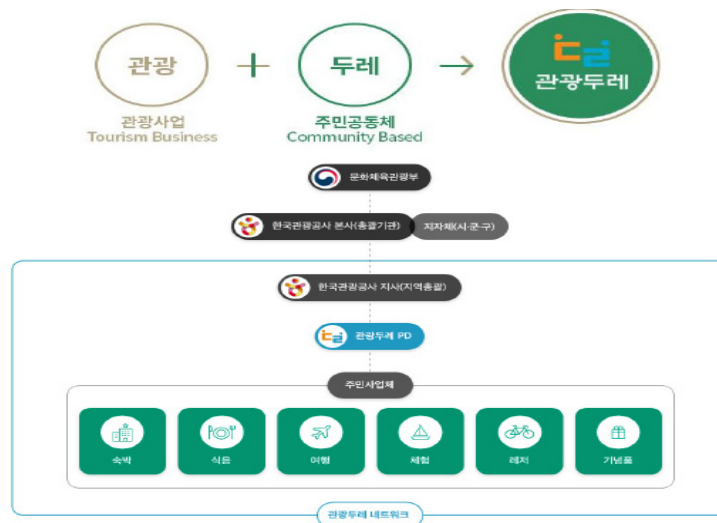 관광
두레
관광두레
관광사업
Tourism Business
주민공동체
Community Based
문화체육관광부
한국관광공사 본사(총괄기관)
지자체(시·군·구)
한국관광공사 지사(지역총괄)
관광두레 PD
주민사업체
숙박
식음
여행
체험
레저
기념품
관광두레 네트워크